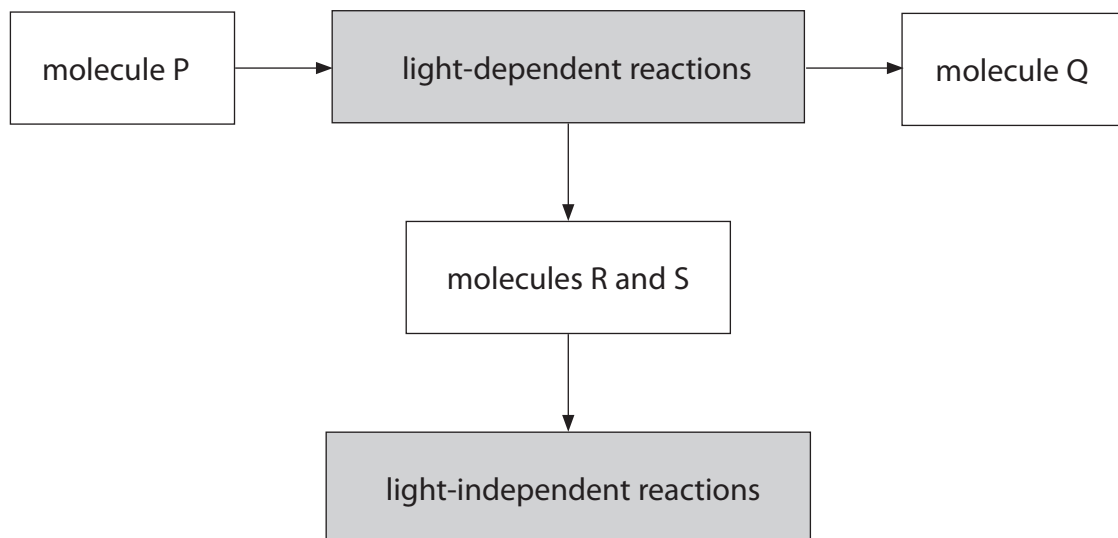 molecule P
light-dependent reactions
molecule Q
molecules R and S
light-independent reactions